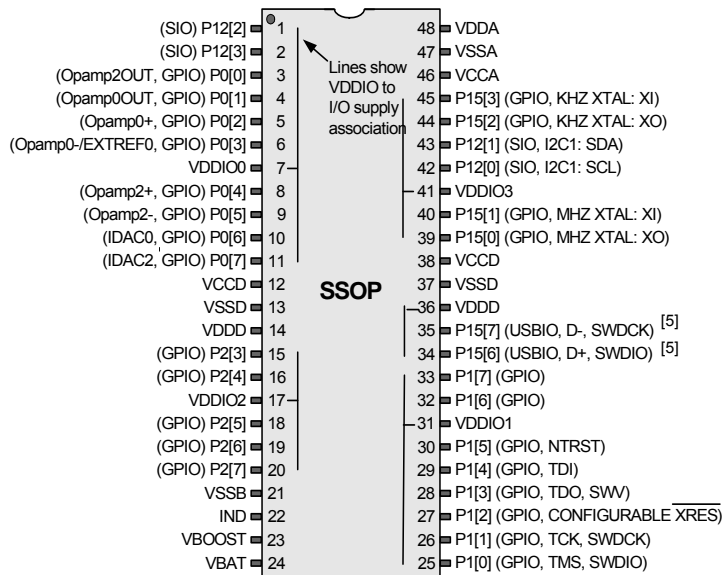 (SIO) P12[2] 1 48 VDDA
(SIO) P12[3] 2 47 VSSA
(Opamp2OUT, GPIO) P0[0] 3 46 VCCA
Lines show
VDDIO to
I/O supply
association
(Opamp0OUT, GPIO) P0[1] 4 45 P15[3] (GPIO, KHZ XTAL: XI)
(Opamp0+, GPIO) P0[2] 5 44 P15[2] (GPIO, KHZ XTAL: XO)
(Opamp0-/EXTREF0, GPIO) P0[3] 6 43 P12[1] (SIO, I2C1: SDA)
VDDIO0 7 42 P12[0] (SIO, I2C1: SCL)
(Opamp2+, GPIO) P0[4] 8 41 VDDIO3
(Opamp2-, GPIO) P0[5] 9 40 P15[1] (GPIO, MHZ XTAL: XI)
(IDAC0, GPIO) P0[6] 10 39 P15[0] (GPIO, MHZ XTAL: XO)
(IDAC2, GPIO) P0[7] 11 38 VCCD
SSOP
VCCD 12 37 VSSD
VSSD 13 36 VDDD
VDDD 14 35 P15[7] (USBIO, D-, SWDCK) [5]
(GPIO) P2[3] 15 34 P15[6] (USBIO, D+, SWDIO) [5]
(GPIO) P2[4] 16 33 P1[7] (GPIO)
VDDIO2 17 32 P1[6] (GPIO)
(GPIO) P2[5] 18 31 VDDIO1
(GPIO) P2[6] 19 30 P1[5] (GPIO, NTRST)
(GPIO) P2[7] 20 29 P1[4] (GPIO, TDI)
VSSB 21 28 P1[3] (GPIO, TDO, SWV)
IND 22 27 P1[2] (GPIO, CONFIGURABLE XRES)
VBOOST 23 26 P1[1] (GPIO, TCK, SWDCK)
VBAT 24 25 P1[0] (GPIO, TMS, SWDIO)